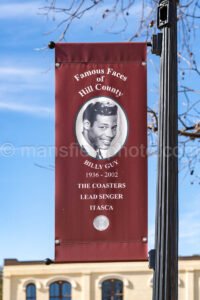 Famous Faces
of
Hill County
BILLY GUY
1936 - 2002
THE COASTERS
LEAD SINGER
ITASCA